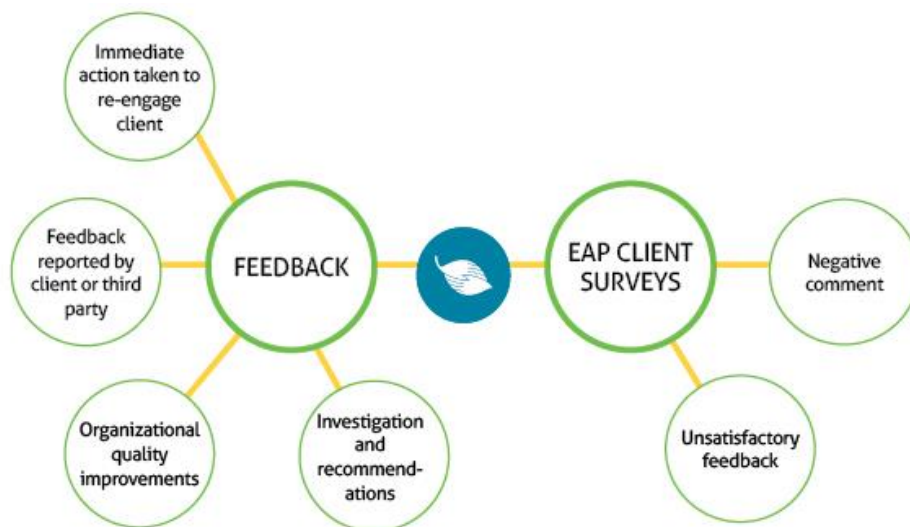 Immediate
action taken to
re-engage
client
Feedback
reported by
client or third
party
FEEDBACK
Organizational
quality
improvements
Investigation
and
recommend-
ations
EAP CLIENT
SURVEYS
Negative
comment
Unsatisfactory
feedback